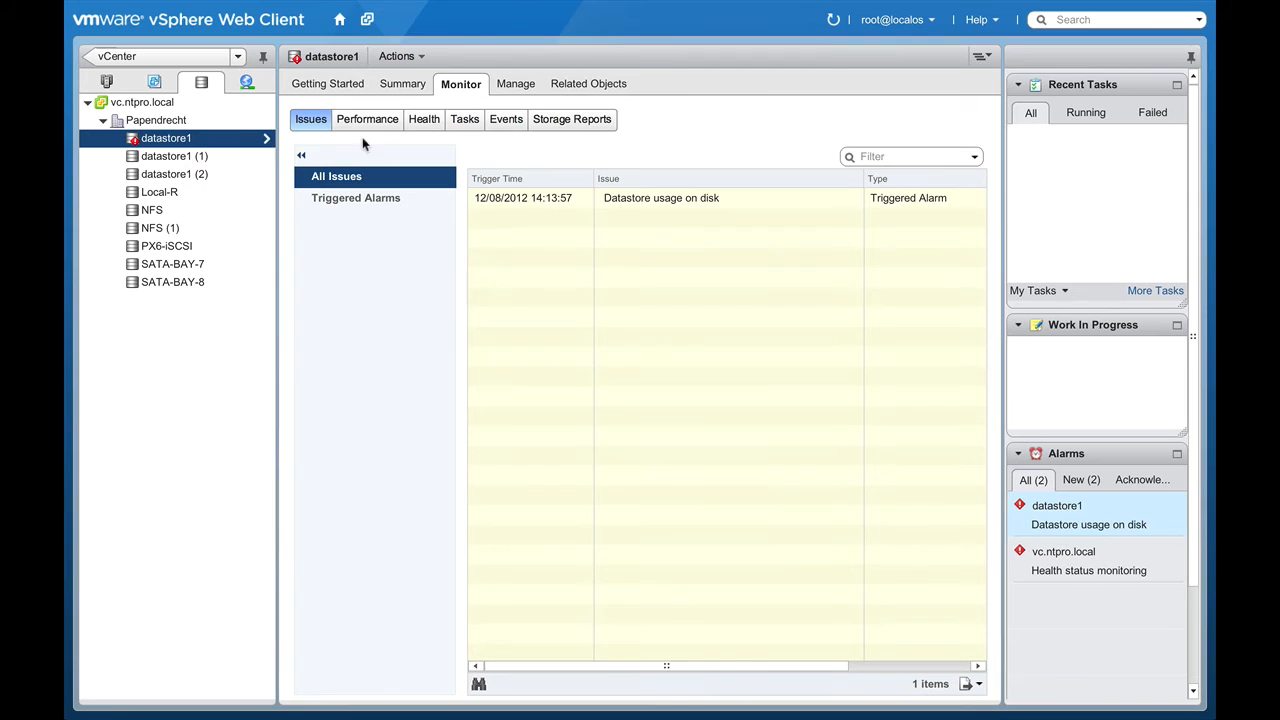 vmware® vSphere Web Client
root@localos
Help
Search
vCenter
datastore1
Actions
Getting Started
Summary
Monitor
Manage
Related Objects
vc.ntpro.local
Papendrecht
datastore1
datastore1 (1)
datastore1 (2)
Local-R
NFS
NFS (1)
PX6-iSCSI
SATA-BAY-7
SATA-BAY-8
Issues
Performance
Health
Tasks
Events
Storage Reports
All Issues
Triggered Alarms
Filter
Trigger Time
Issue
Type
12/08/2012 14:13:57
Datastore usage on disk
Triggered Alarm
1 items
Recent Tasks
All
Running
Failed
My Tasks
More Tasks
Work In Progress
Alarms
All (2)
New (2)
Acknowle...
datastore1
Datastore usage on disk
vc.ntpro.local
Health status monitoring